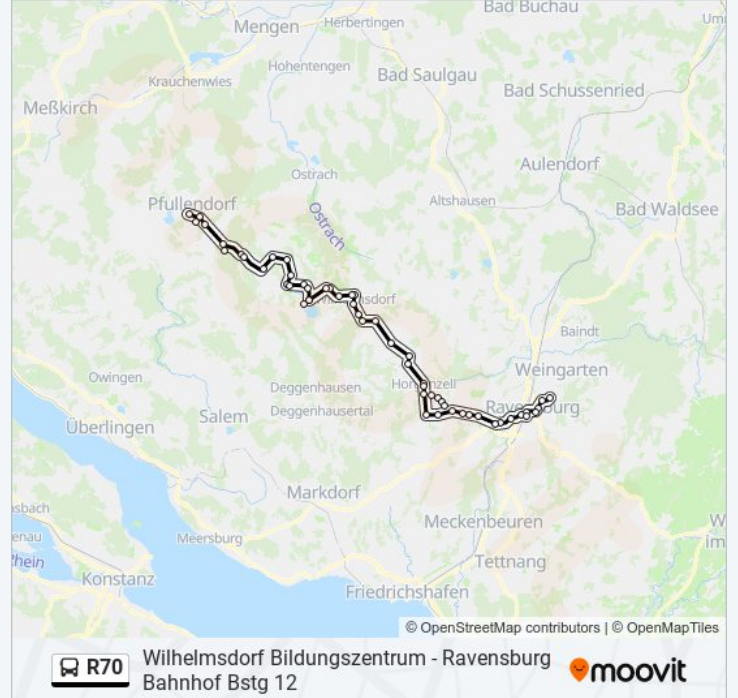 Bad Buchau
Mengen
Herbertingen
Um
Hohentengen
Bad Saulgau
Krauchenwies
Bad Schussenried
Meßkirch
Aulendorf
Ostrach
Pfullendorf
Altshausen
Bad Waldsee
Ostrach
Baindt
Weingarten
Owingen
Deggenhausen
Deggenhausertal
Salem
Überlingen
Markdorf
Meckenbeuren
Meersburg
Tettnang
Konstanz
Friedrichshafen
© OpenStreetMap contributors | © OpenMapTiles
R70
Wilhelmsdorf Bildungszentrum - Ravensburg
Bahnhof Bstg 12
moovit